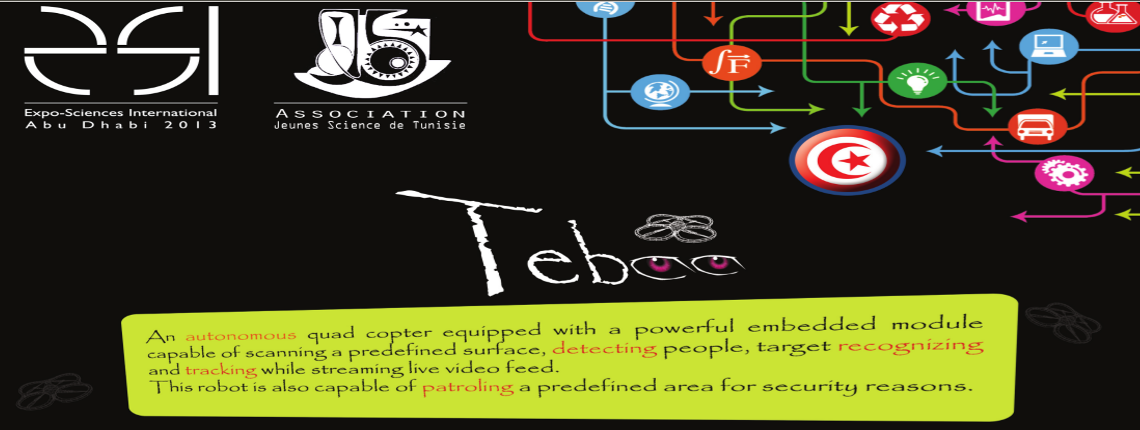 Expo-Sciences International
Abu Dhabi 2013
ASSOCIATION
Jeunes Science de Tunisie
∫F
Tebee
An autonomous quad copter equipped with a powerful embedded module
capable of scanning a predefined surface, detecting people, target recognizing
and tracking while streaming live video feed.
This robot is also capable of patroling a predefined area for security reasons.